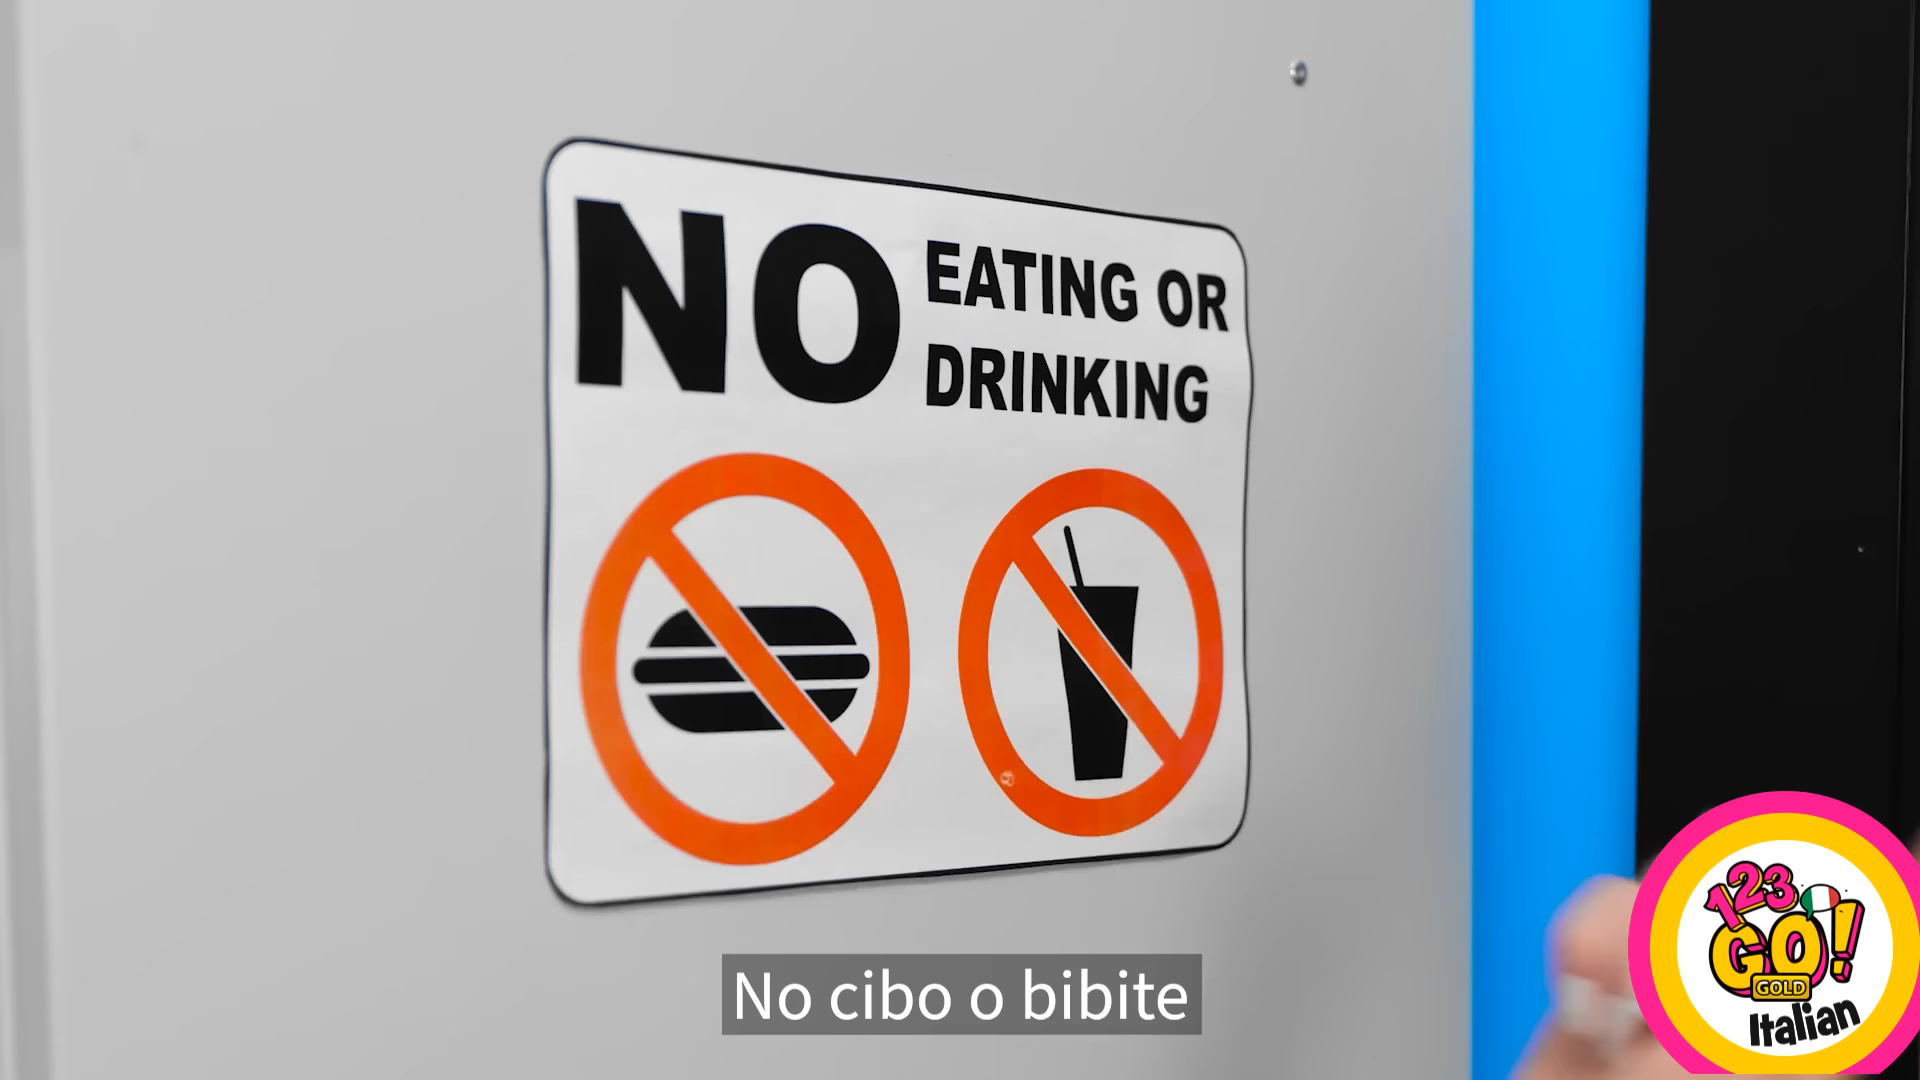 NO EATING OR
DRINKING
No cibo o bibite
123
GO!
GOLD
Italian